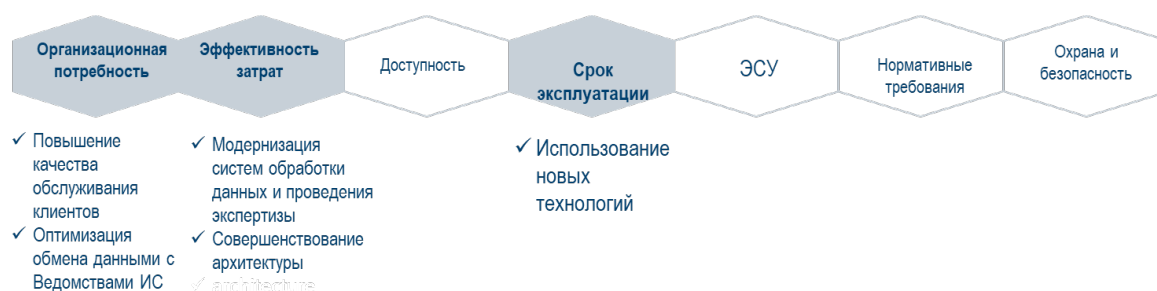 Организационная
потребность
Эффективность
затрат
Доступность
Срок
эксплуатации
ЭСУ
Нормативные
требования
Охрана и
безопасность
✓ Повышение
качества
обслуживания
клиентов
✓ Оптимизация
обмена данными с
Ведомствами ИС
✓ Модернизация
систем обработки
данных и проведения
экспертизы
✓ Совершенствование
архитектуры
✓ architecture
✓ Использование
новых
технологий